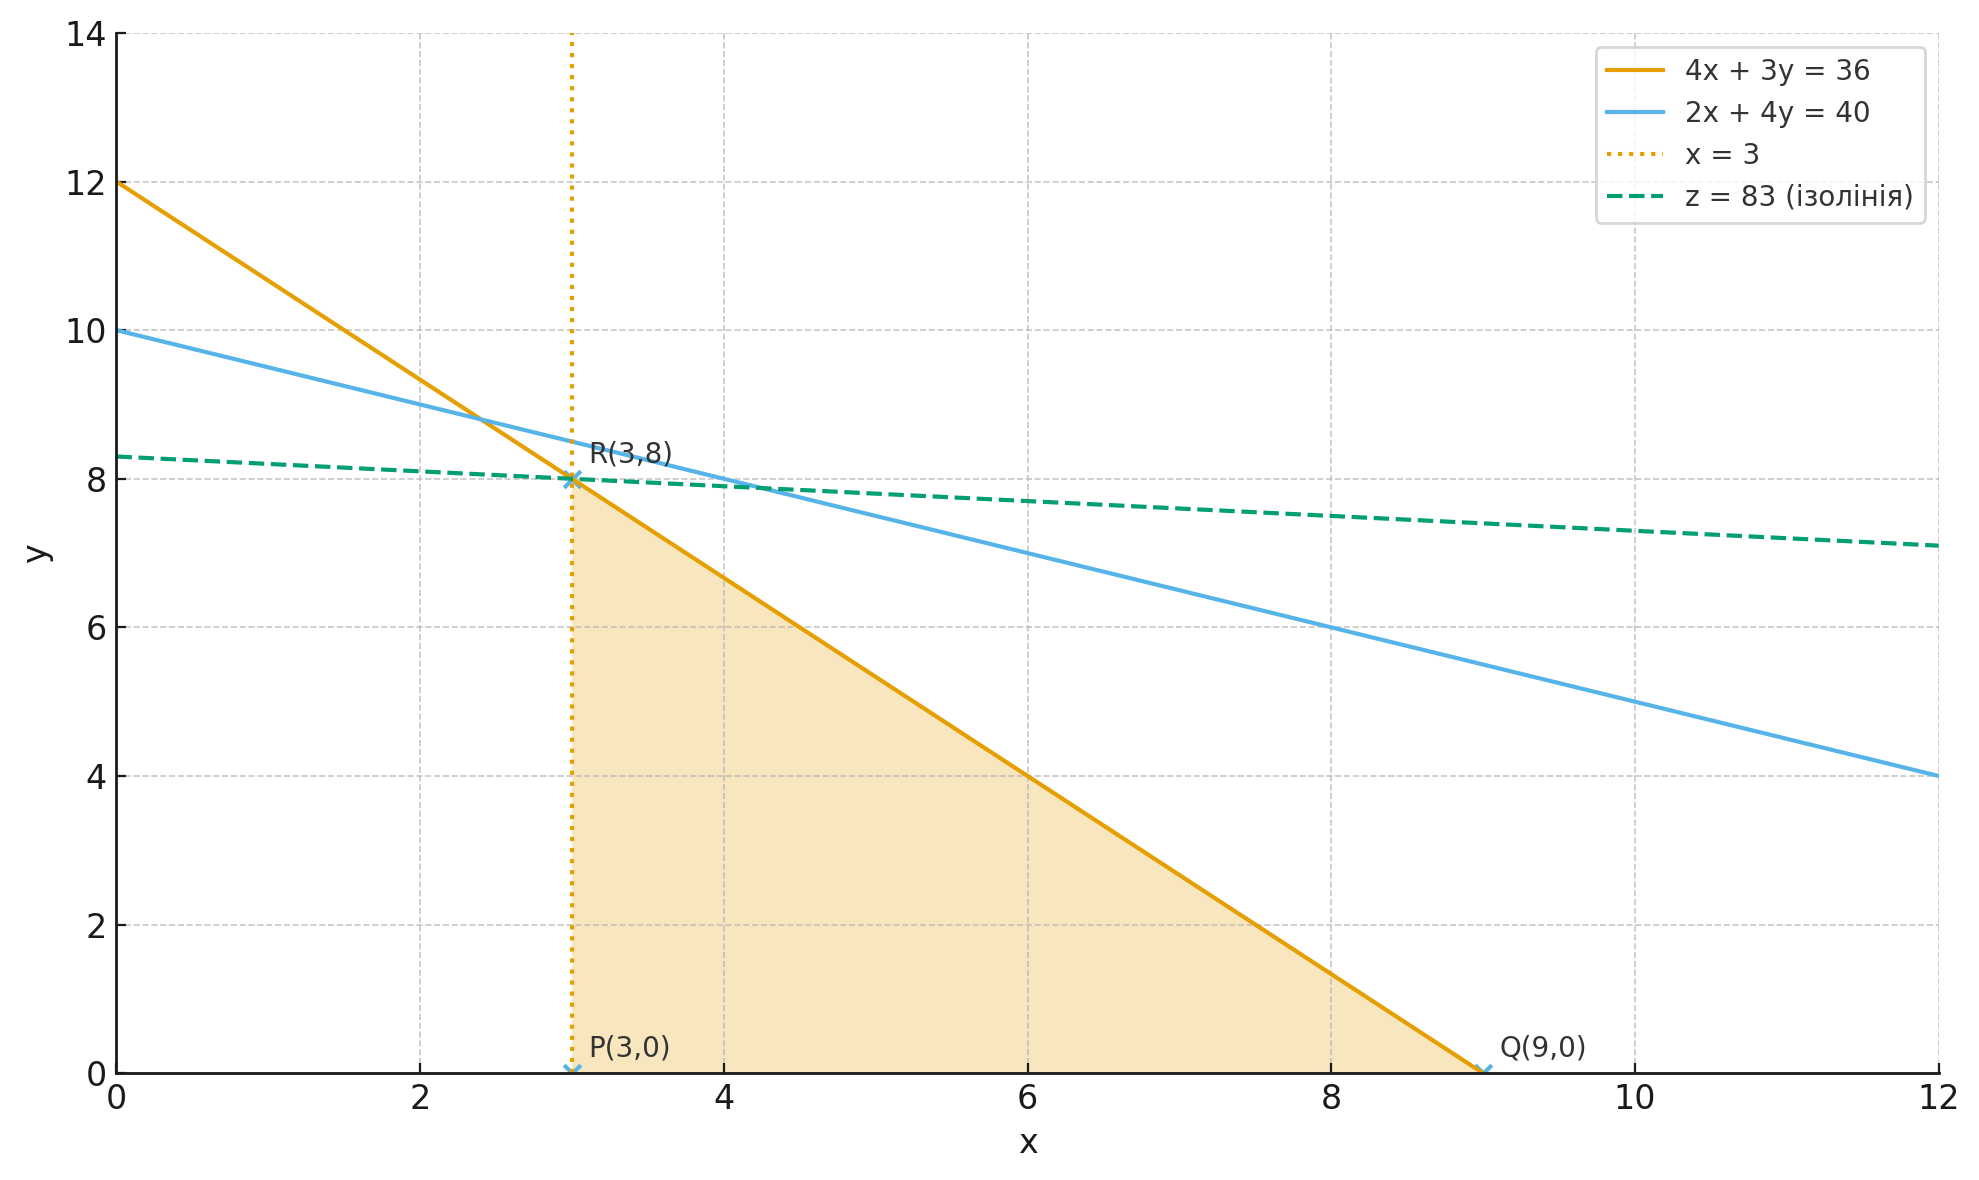 14
12
10
8
6
4
2
0
y
0 2 4 6 8 10 12
x
4x + 3y = 36
2x + 4y = 40
x = 3
z = 83 (ізолінія)
R(3,8)
P(3,0)
Q(9,0)